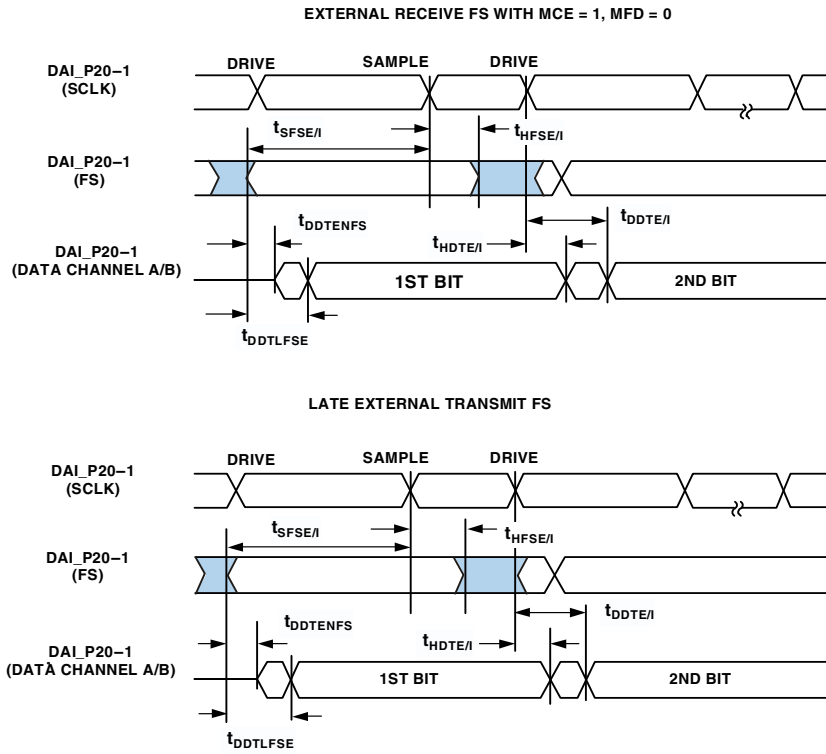 EXTERNAL RECEIVE FS WITH MCE = 1, MFD = 0
DAI_P20–1
(SCLK)
DRIVE
SAMPLE
DRIVE
tSFSE/I
tHFSE/I
DAI_P20–1
(FS)
tDDTENFS
tHDTE/I
tDDTE/I
DAI_P20–1
(DATA CHANNEL A/B)
1ST BIT
2ND BIT
tDDTLFSE
LATE EXTERNAL TRANSMIT FS
DAI_P20–1
(SCLK)
DRIVE
SAMPLE
DRIVE
tSFSE/I
tHFSE/I
DAI_P20–1
(FS)
tDDTENFS
tHDTE/I
tDDTE/I
DAI_P20–1
(DATA CHANNEL A/B)
1ST BIT
2ND BIT
tDDTLFSE